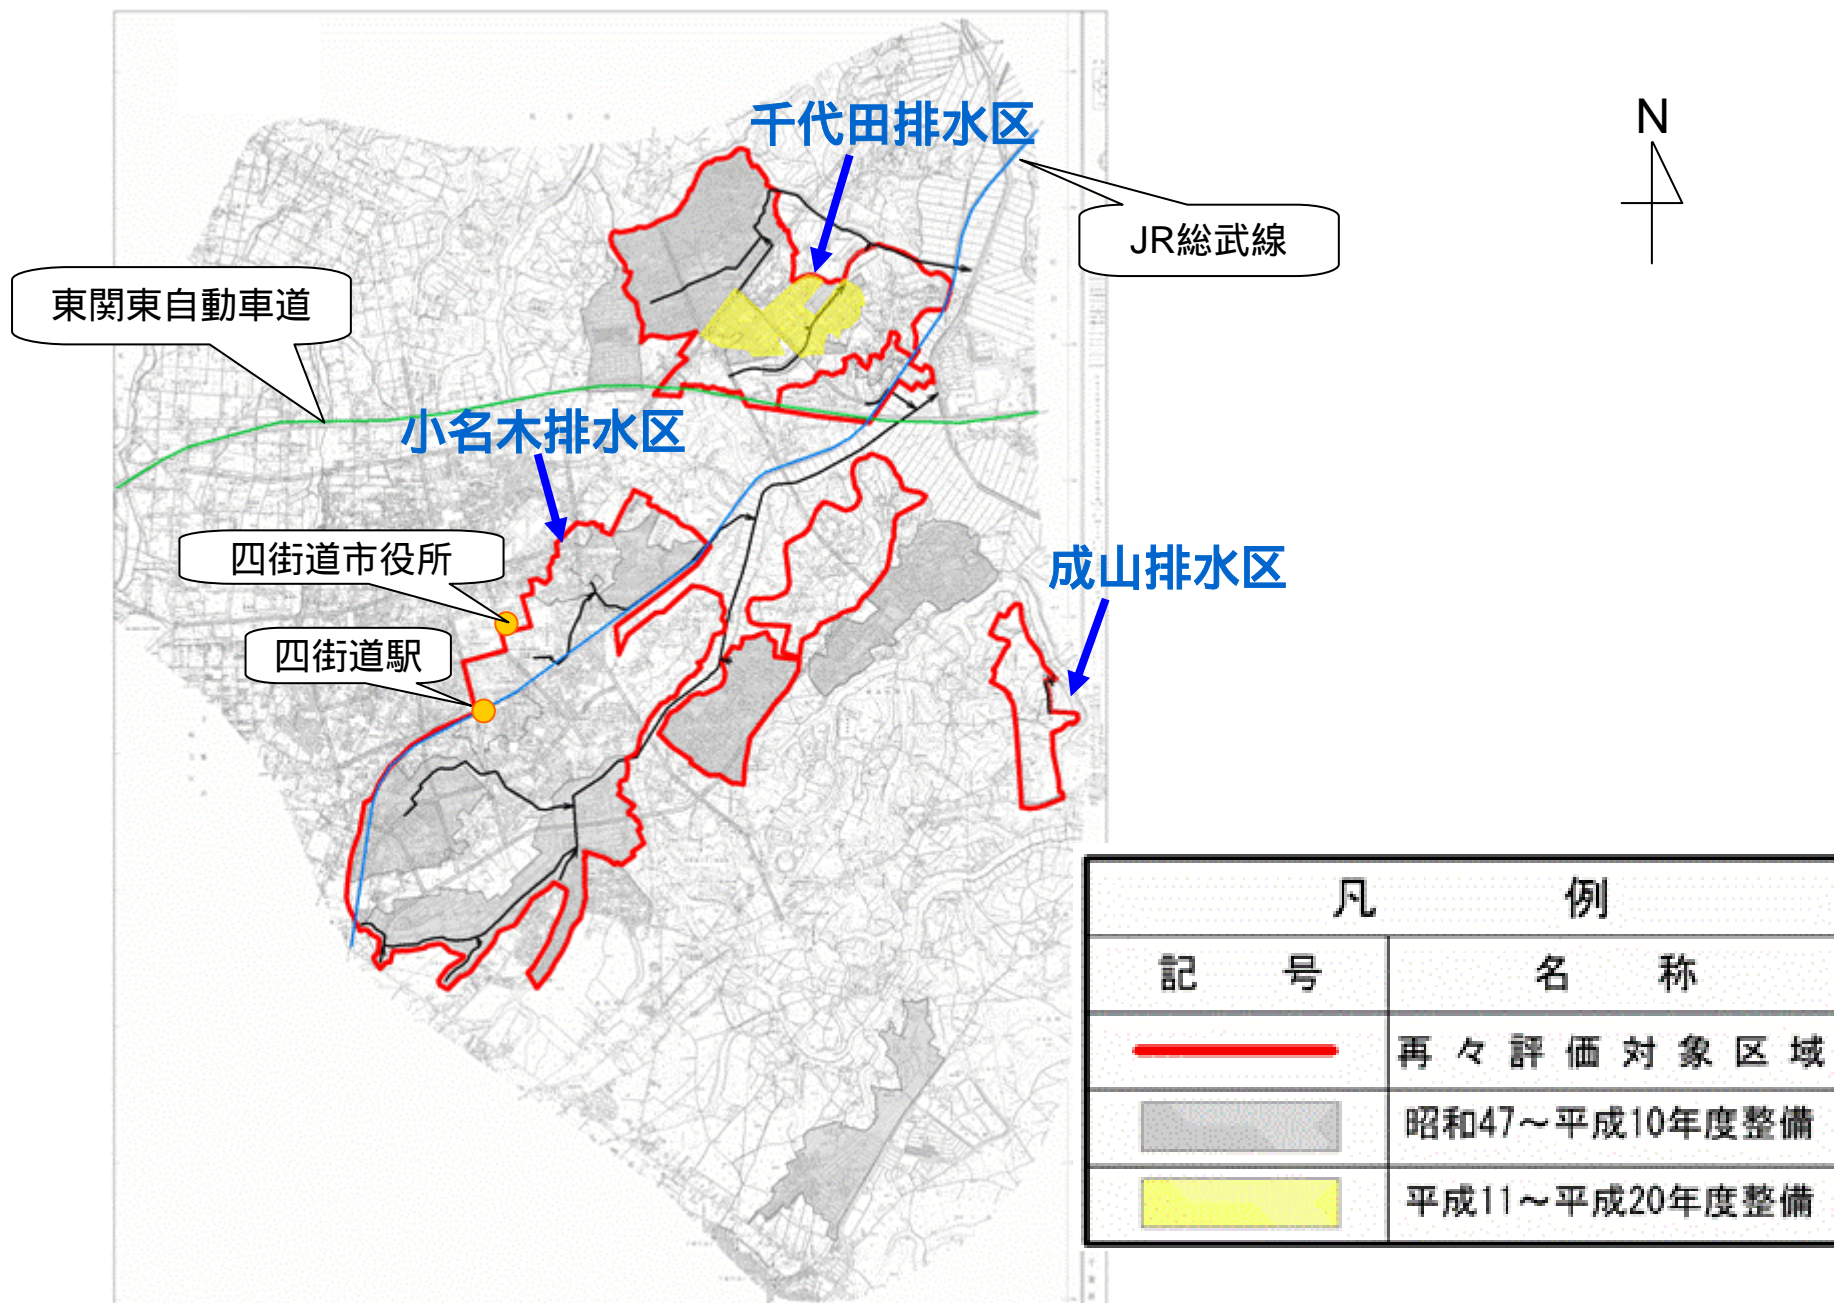 千代田排水区
N
JR総武線
東関東自動車道
小名木排水区
四街道市役所
成山排水区
四街道駅
凡 例
記 号 名 称
再々評価対象区域
昭和47～平成10年度整備
平成11～平成20年度整備